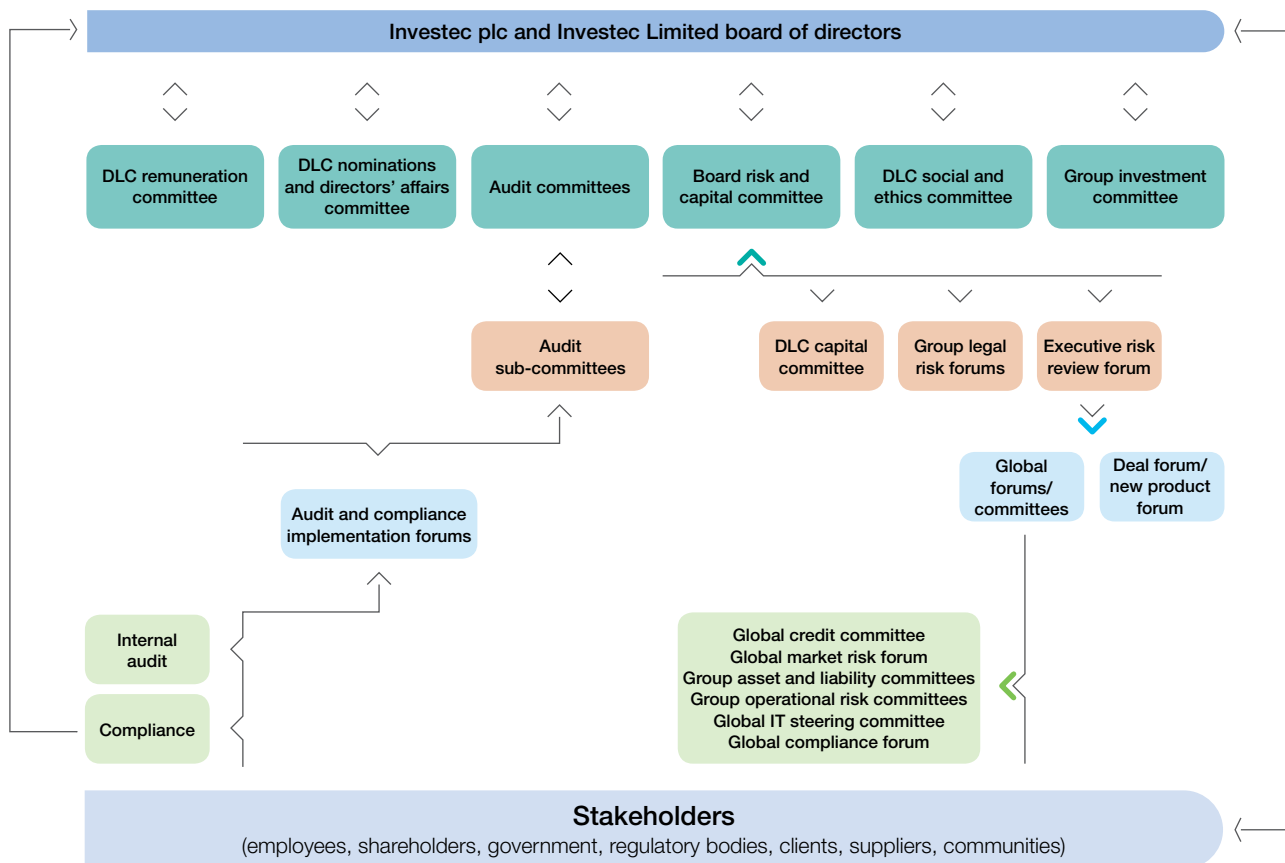 Investec plc and Investec Limited board of directors
DLC remuneration
committee
DLC nominations
and directors’ affairs
committee
Audit committees
Board risk and
capital committee
DLC social and
ethics committee
Group investment
committee
Audit
sub-committees
DLC capital
committee
Group legal
risk forums
Executive risk
review forum
Global
forums/
committees
Deal forum/
new product
forum
Audit and compliance
implementation forums
Internal
audit
Compliance
Global credit committee
Global market risk forum
Group asset and liability committees
Group operational risk committees
Global IT steering committee
Global compliance forum
Stakeholders
(employees, shareholders, government, regulatory bodies, clients, suppliers, communities)